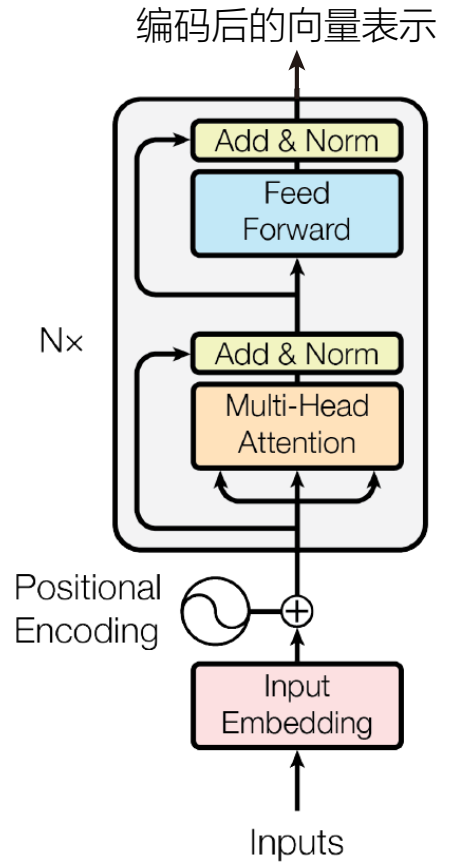 编码后的向量表示
Add & Norm
Feed
Forward
N×
Add & Norm
Multi-Head
Attention
Positional
Encoding
Input
Embedding
Inputs